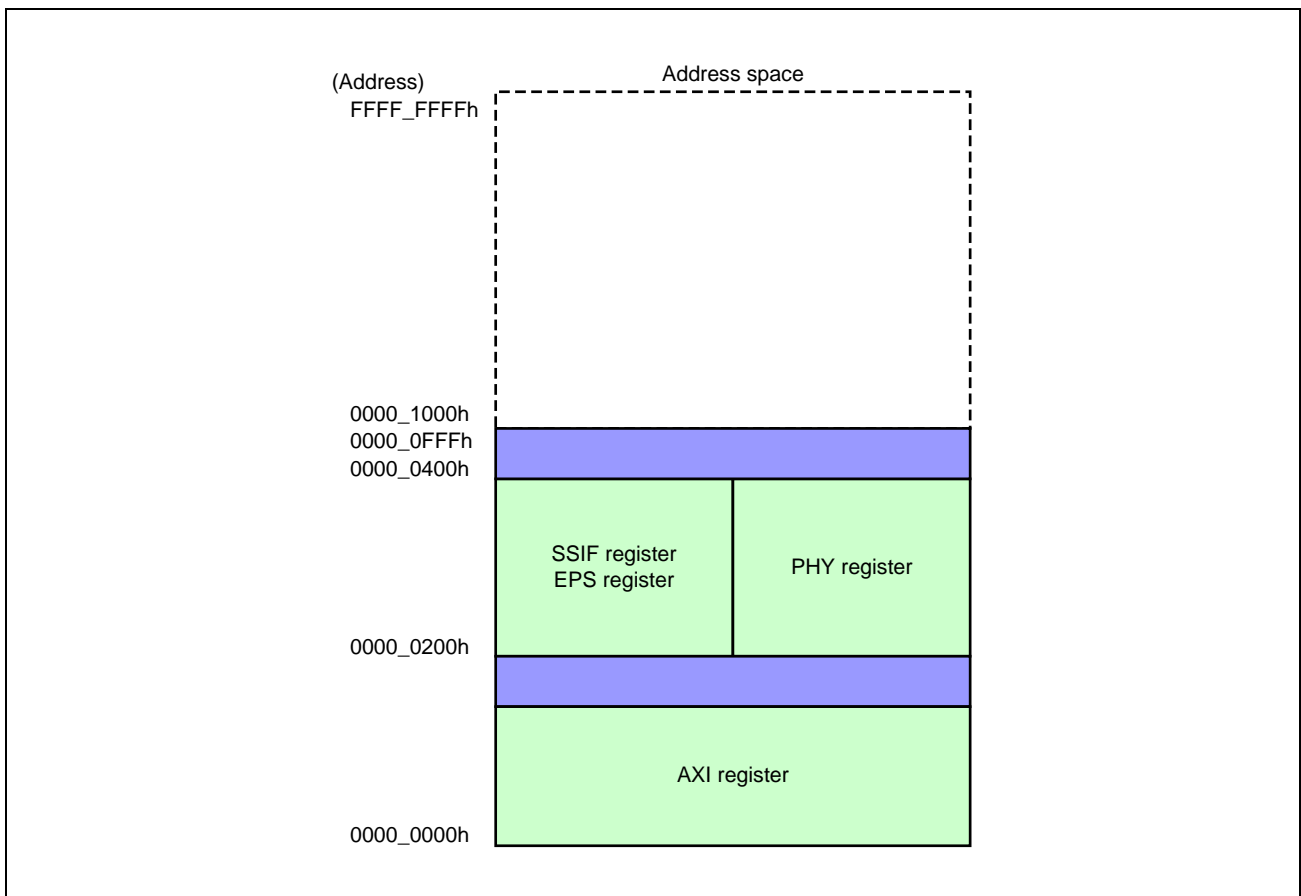 Address space
(Address)
FFFF_FFFFh
0000_1000h
0000_0FFFh
0000_0400h
SSIF register
EPS register
PHY register
0000_0200h
AXI register
0000_0000h